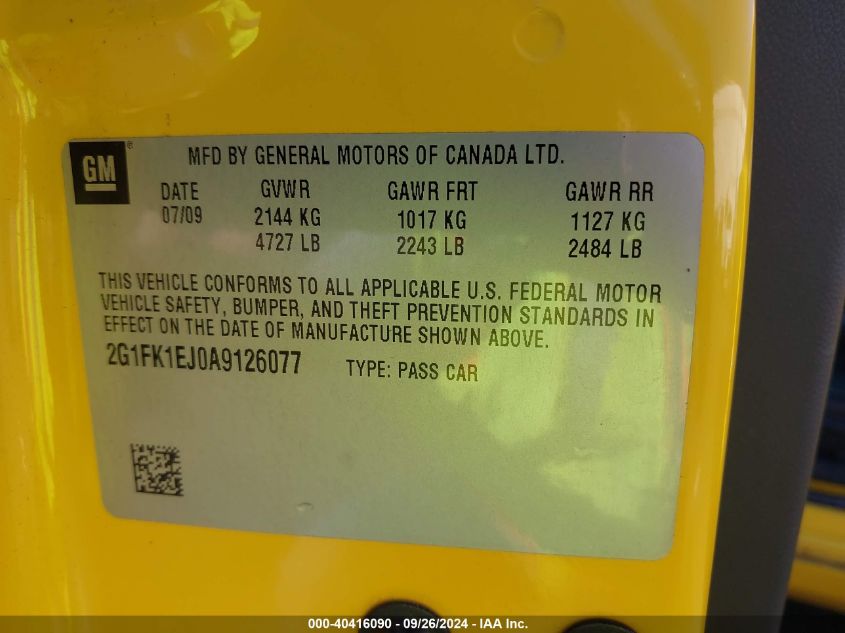 GM ®
MFD BY GENERAL MOTORS OF CANADA LTD.
DATE GVWR GAWR FRT GAWR RR
07/09 2144 KG 1017 KG 1127 KG
4727 LB 2243 LB 2484 LB
THIS VEHICLE CONFORMS TO ALL APPLICABLE U.S. FEDERAL MOTOR
VEHICLE SAFETY, BUMPER, AND THEFT PREVENTION STANDARDS IN
EFFECT ON THE DATE OF MANUFACTURE SHOWN ABOVE.
2G1FK1EJ0A9126077 TYPE: PASS CAR
000-40416090 - 09/26/2024 - IAA Inc.